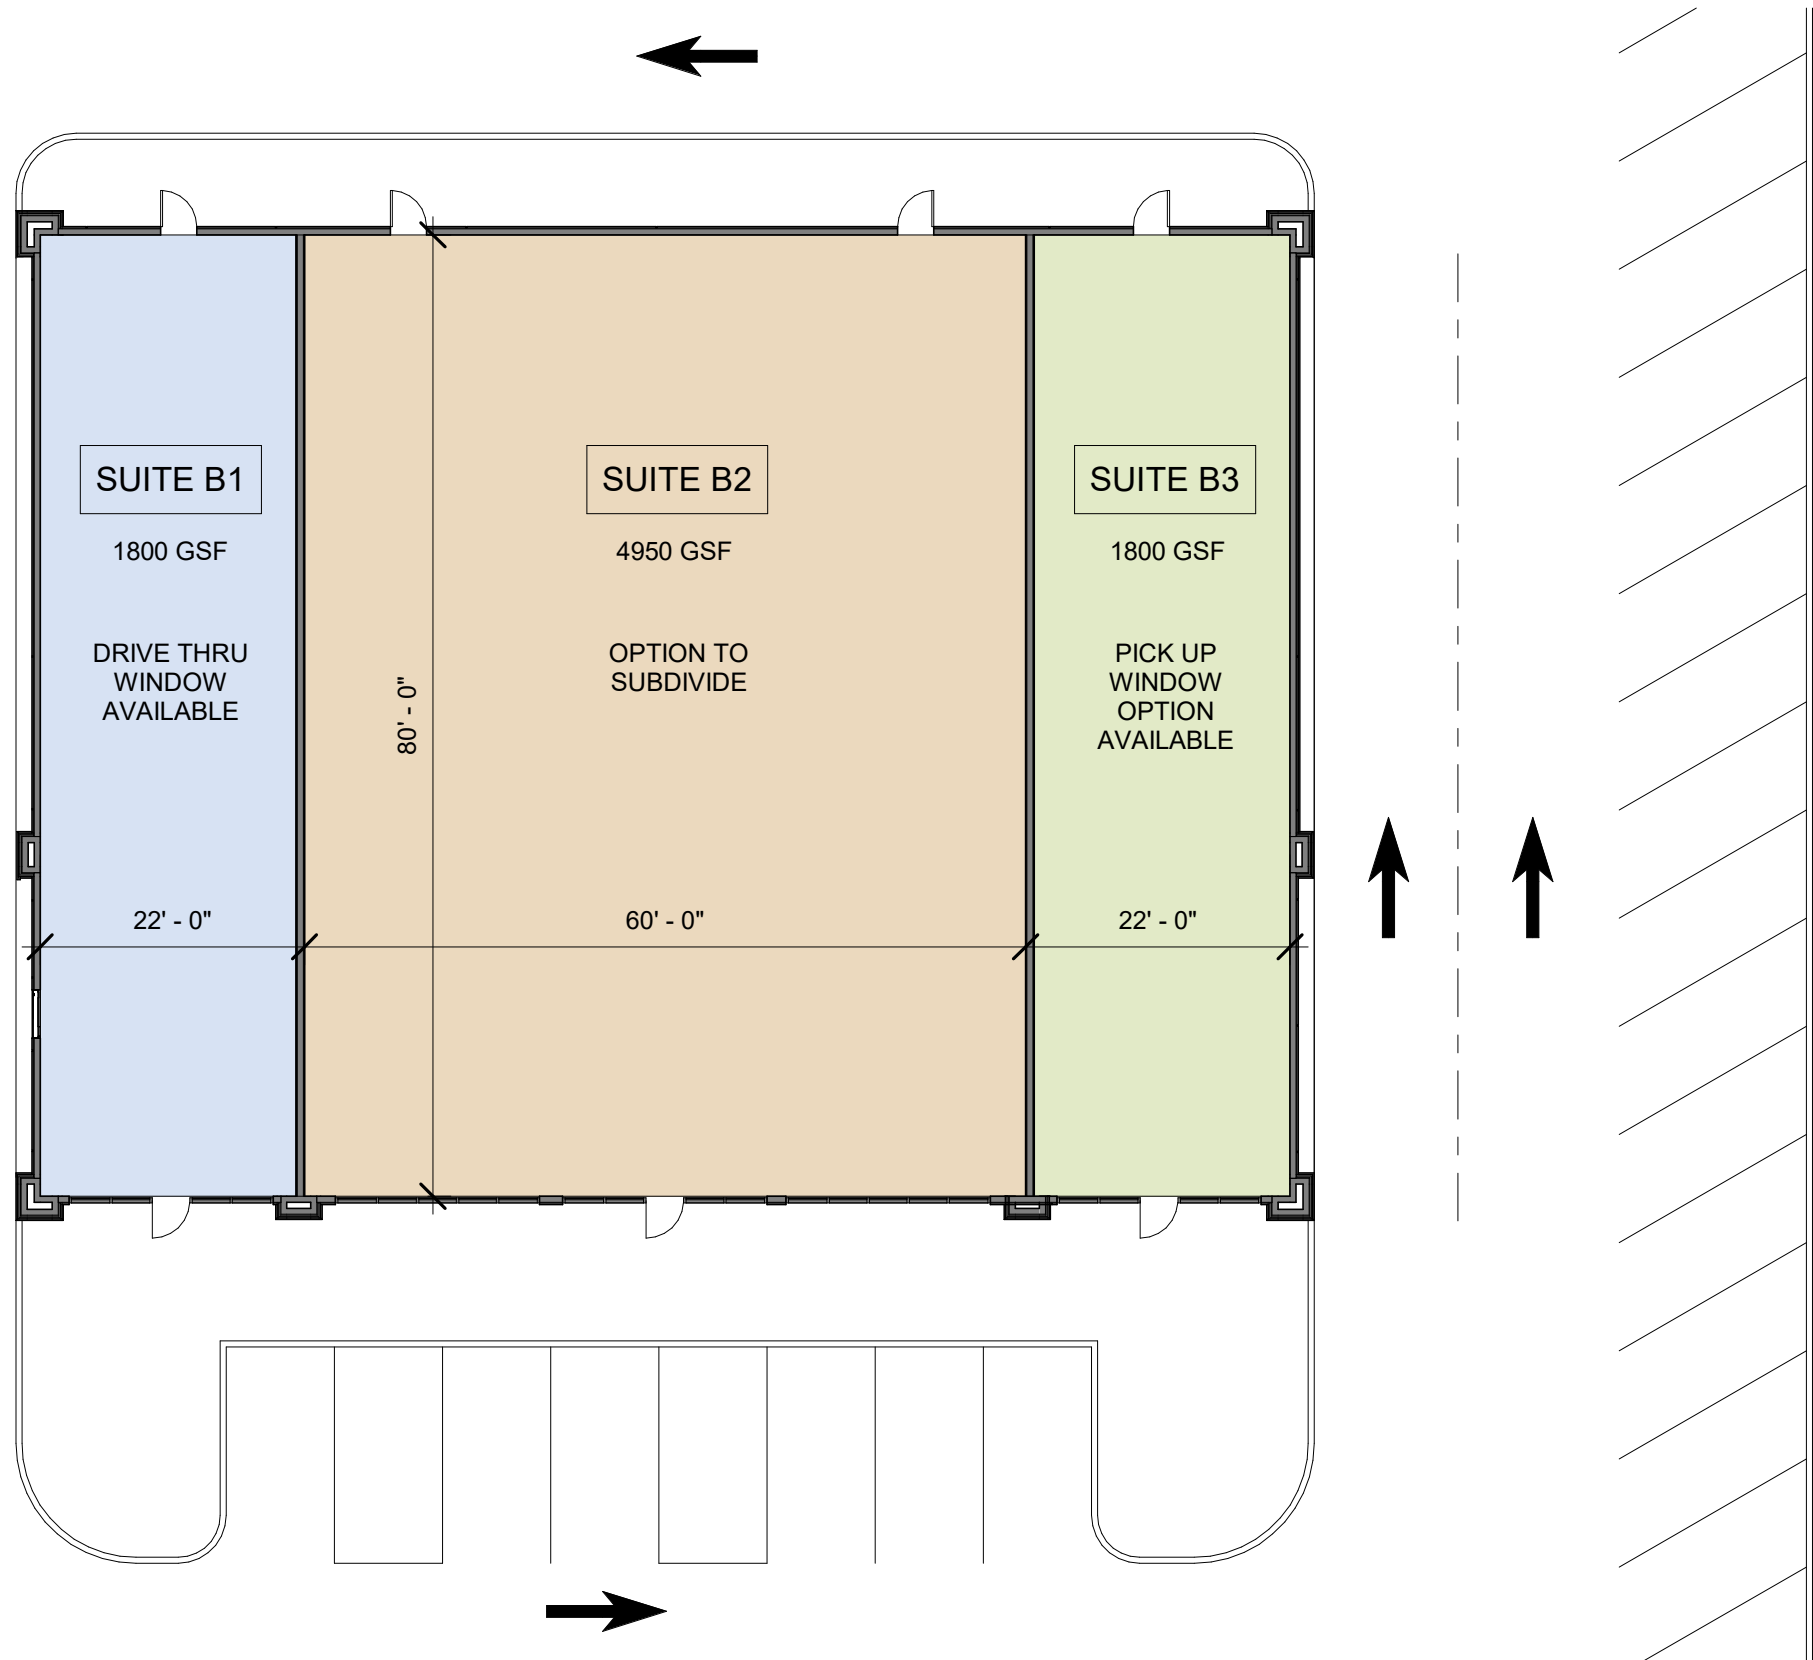 SUITE B1
1800 GSF
DRIVE THRU
WINDOW
AVAILABLE
22' - 0"
SUITE B2
4950 GSF
OPTION TO
SUBDIVIDE
80' - 0"
60' - 0"
SUITE B3
1800 GSF
PICK UP
WINDOW
OPTION
AVAILABLE
22' - 0"